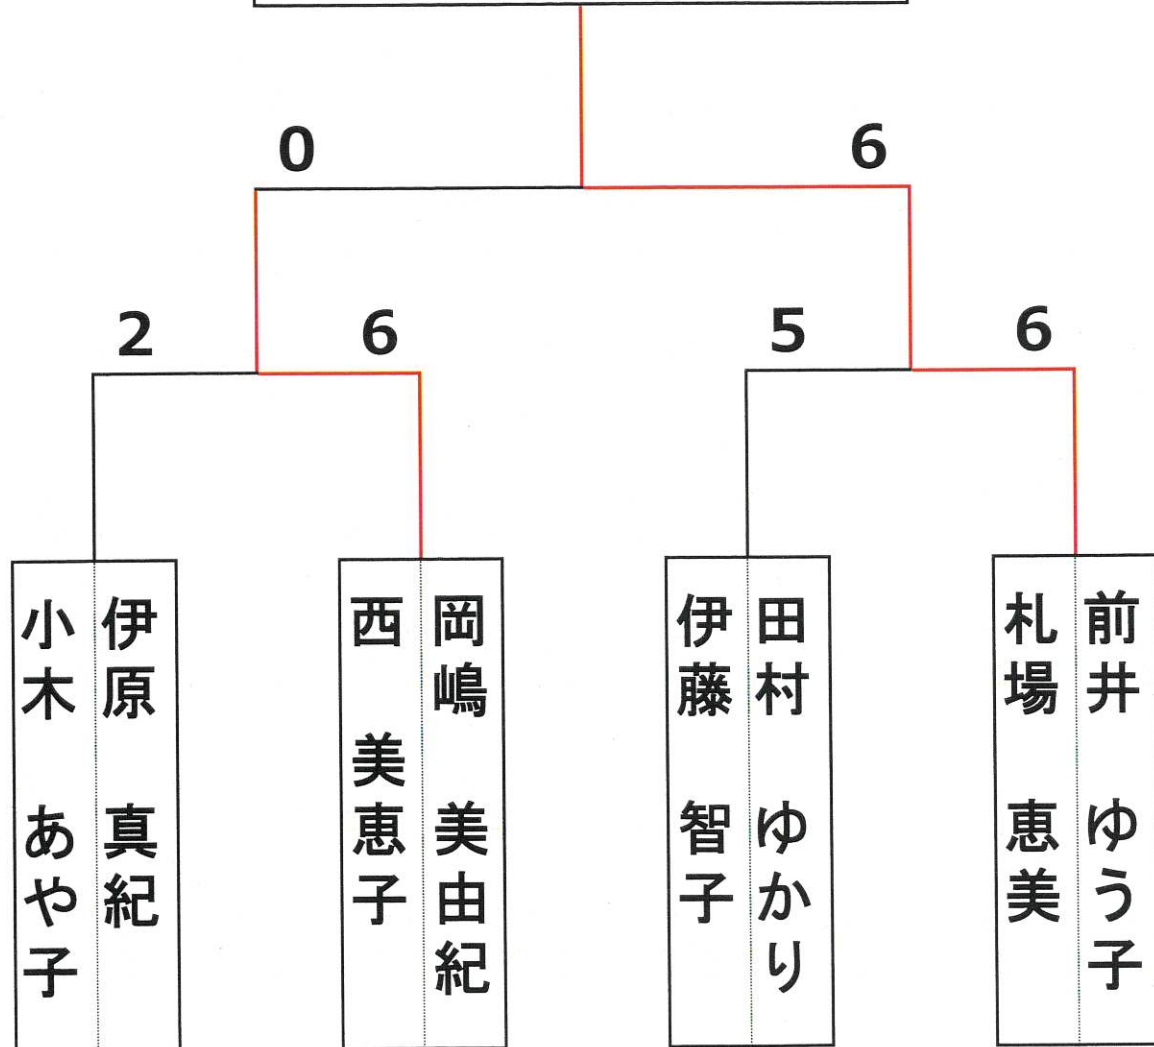 0
6
2
6
5
6
伊原 真紀
小木 あや子
岡嶋 美由紀
西 美恵子
田村 ゆかり
伊藤 智子
前井 ゆう子
札場 恵美